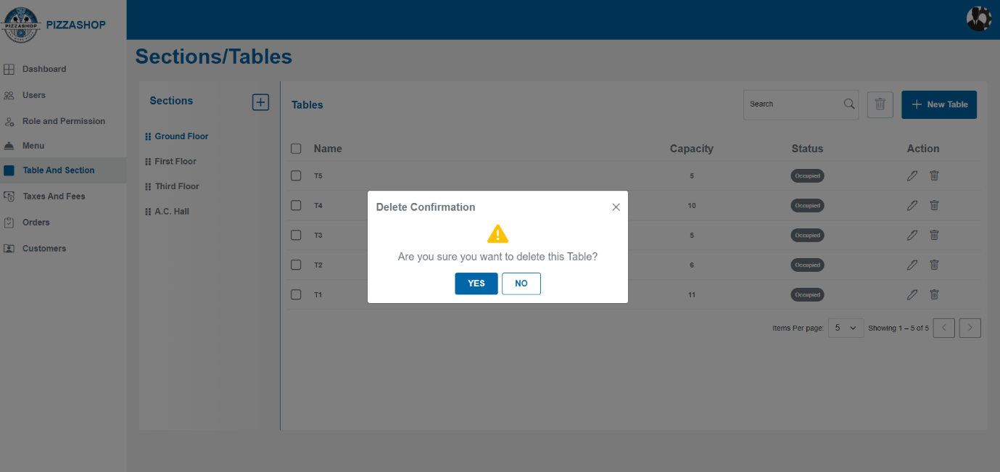 PIZZASHOP
PIZZASHOP
Dashboard
Users
Role and Permission
Menu
Table And Section
Taxes And Fees
Orders
Customers
Sections/Tables
Sections
Ground Floor
First Floor
Third Floor
A.C. Hall
Tables
Search
New Table
Name Capacity Status Action
T5 5 Occupied
T4 10 Occupied
T3 5 Occupied
T2 6 Occupied
T1 11 Occupied
Delete Confirmation
Are you sure you want to delete this Table?
YES NO
Items Per page: 5 Showing 1 – 5 of 5